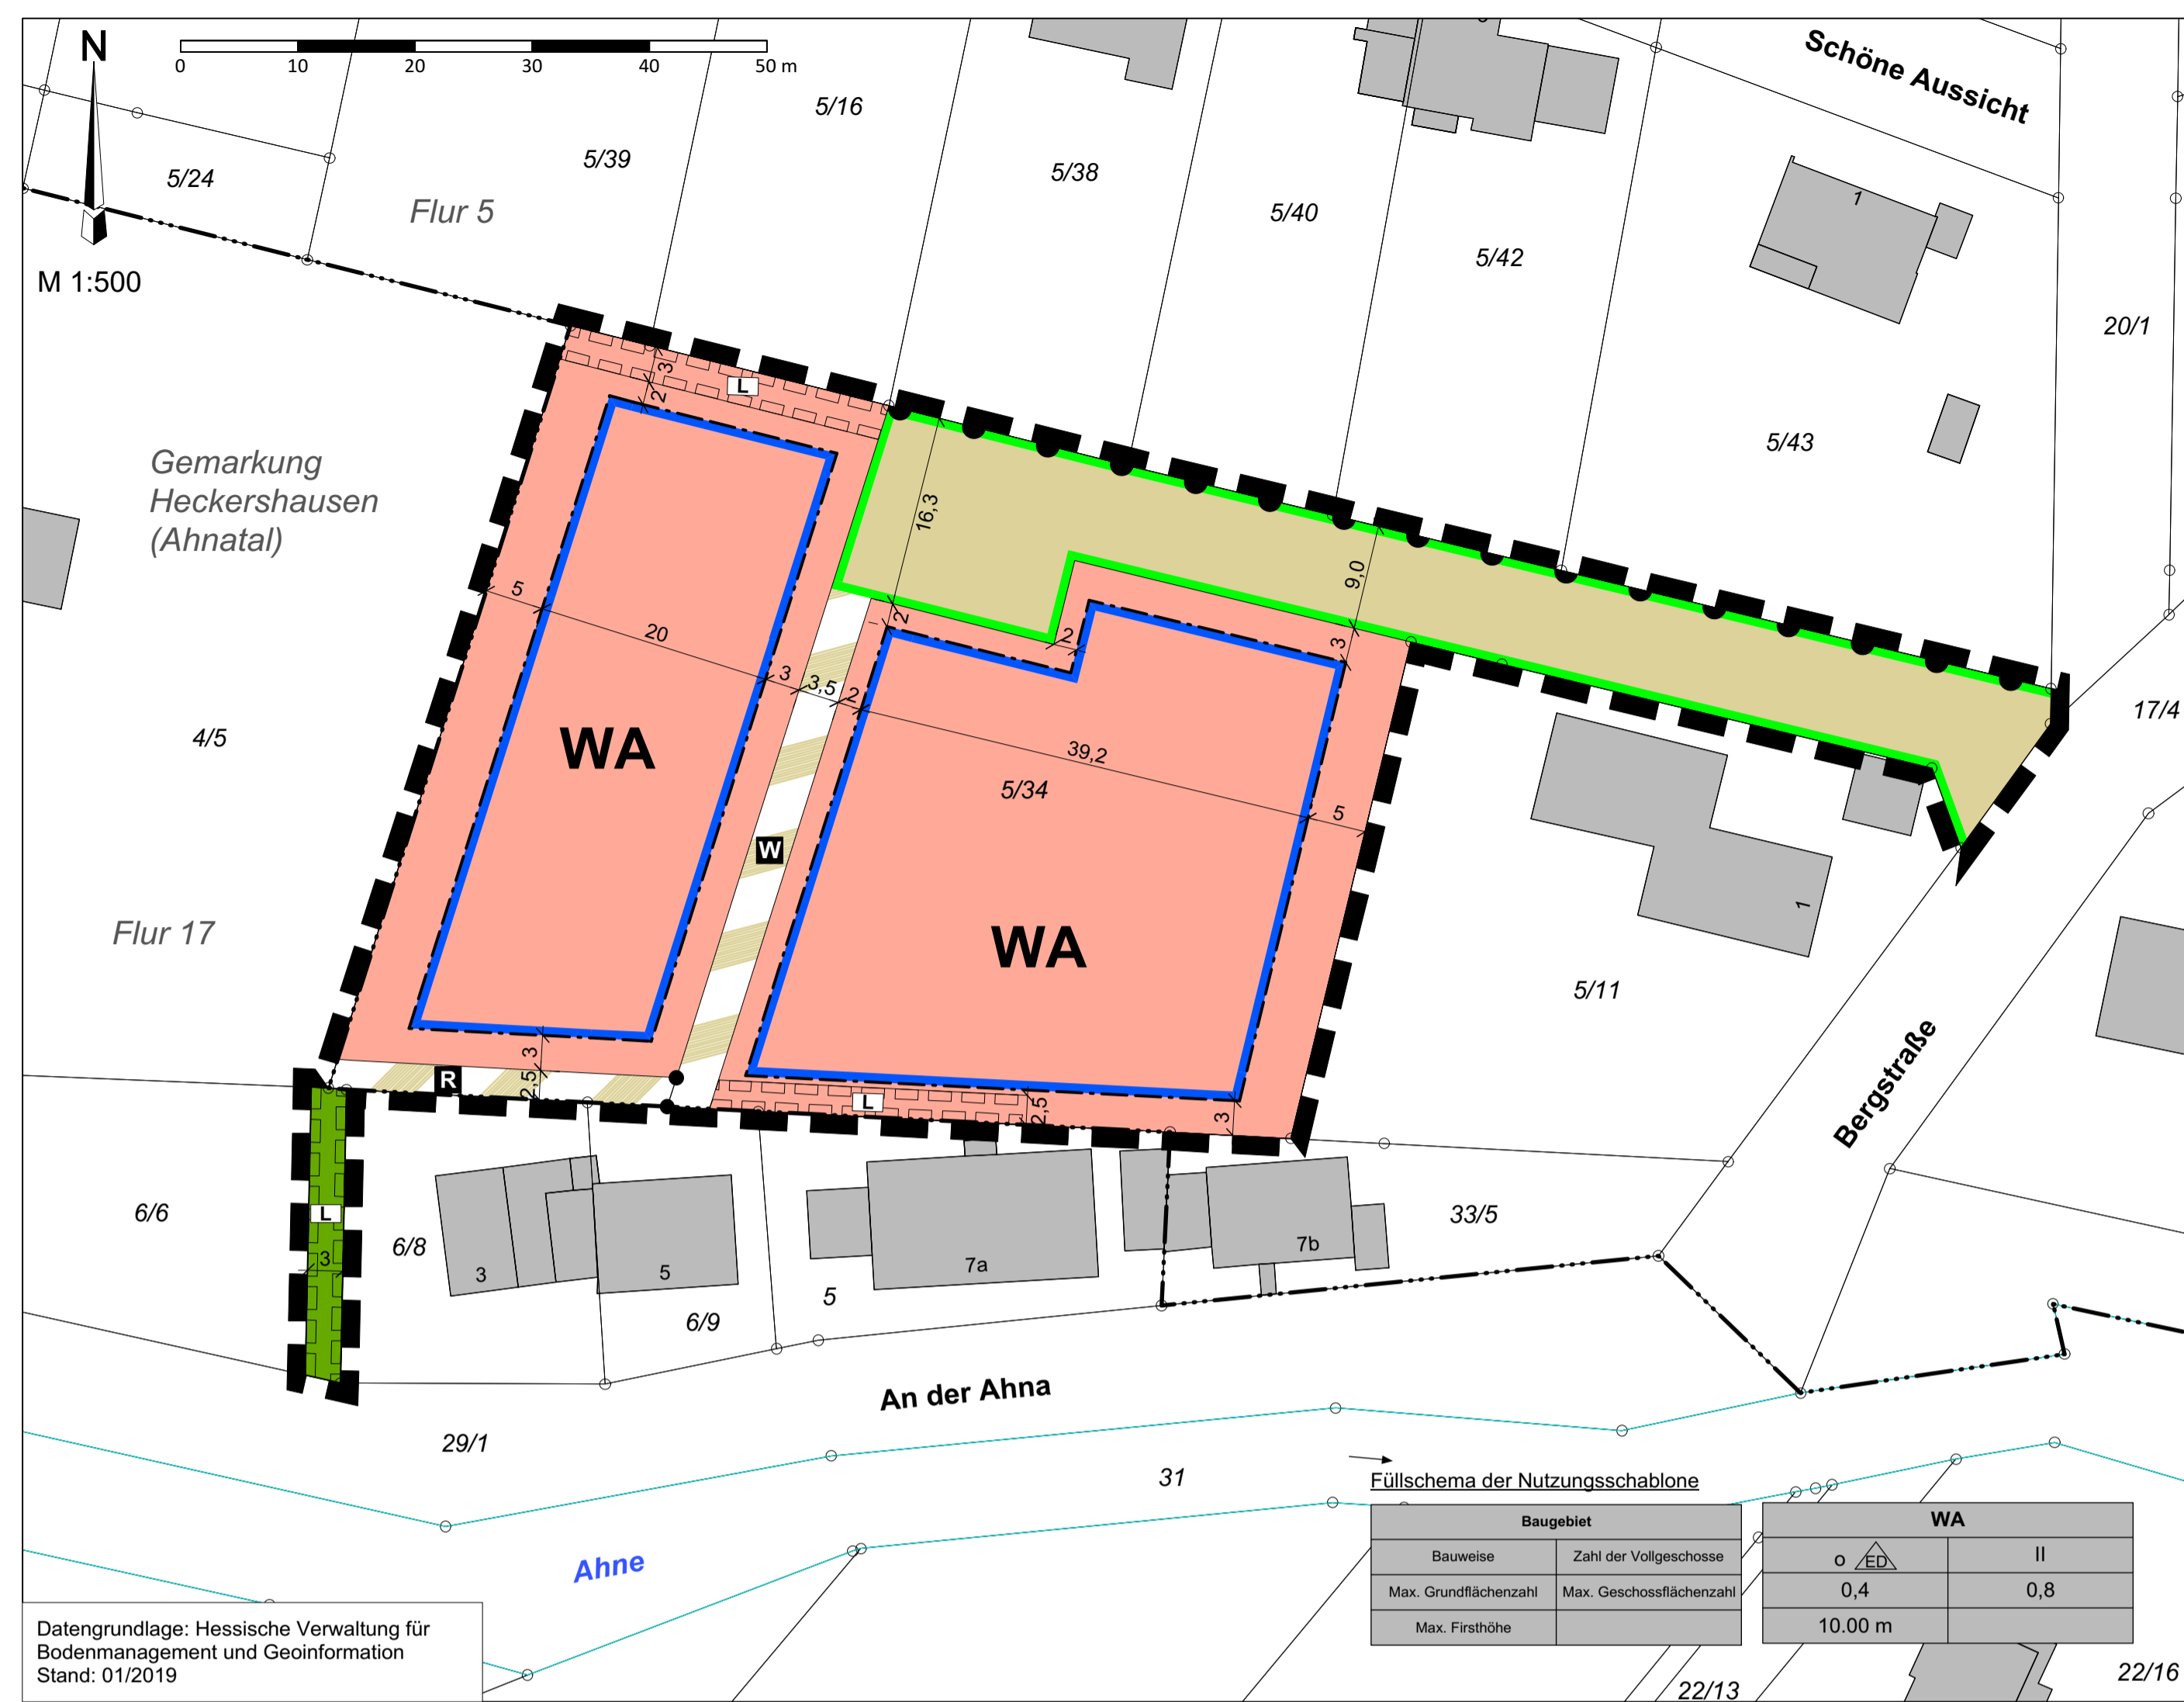 N
0 10 20 30 40 50 m
M 1:500
Schöne Aussicht
5/16
5/39
5/24
5/38
5/40
5/42
1
20/1
Flur 5
5/43
Gemarkung
Heckershausen
(Ahnatal)
3
L
2
16,3
9,0
5
20
3
3,5
2
2
2
3
39,2
5
WA
5/34
W
WA
4/5
17/4
Flur 17
1
5/11
Bergstraße
3
R
2,5
L
2,5
3
L
3
6/6
6/8
3
5
6/9
5
7a
7b
33/5
An der Ahna
29/1
31
Ahne
Füllschema der Nutzungsschablone
Baugebiet
Bauweise Zahl der Vollgeschosse
Max. Grundflächenzahl Max. Geschossflächenzahl
Max. Firsthöhe
WA
o ED II
0,4 0,8
10.00 m
Datengrundlage: Hessische Verwaltung für
Bodenmanagement und Geoinformation
Stand: 01/2019
22/13
22/16